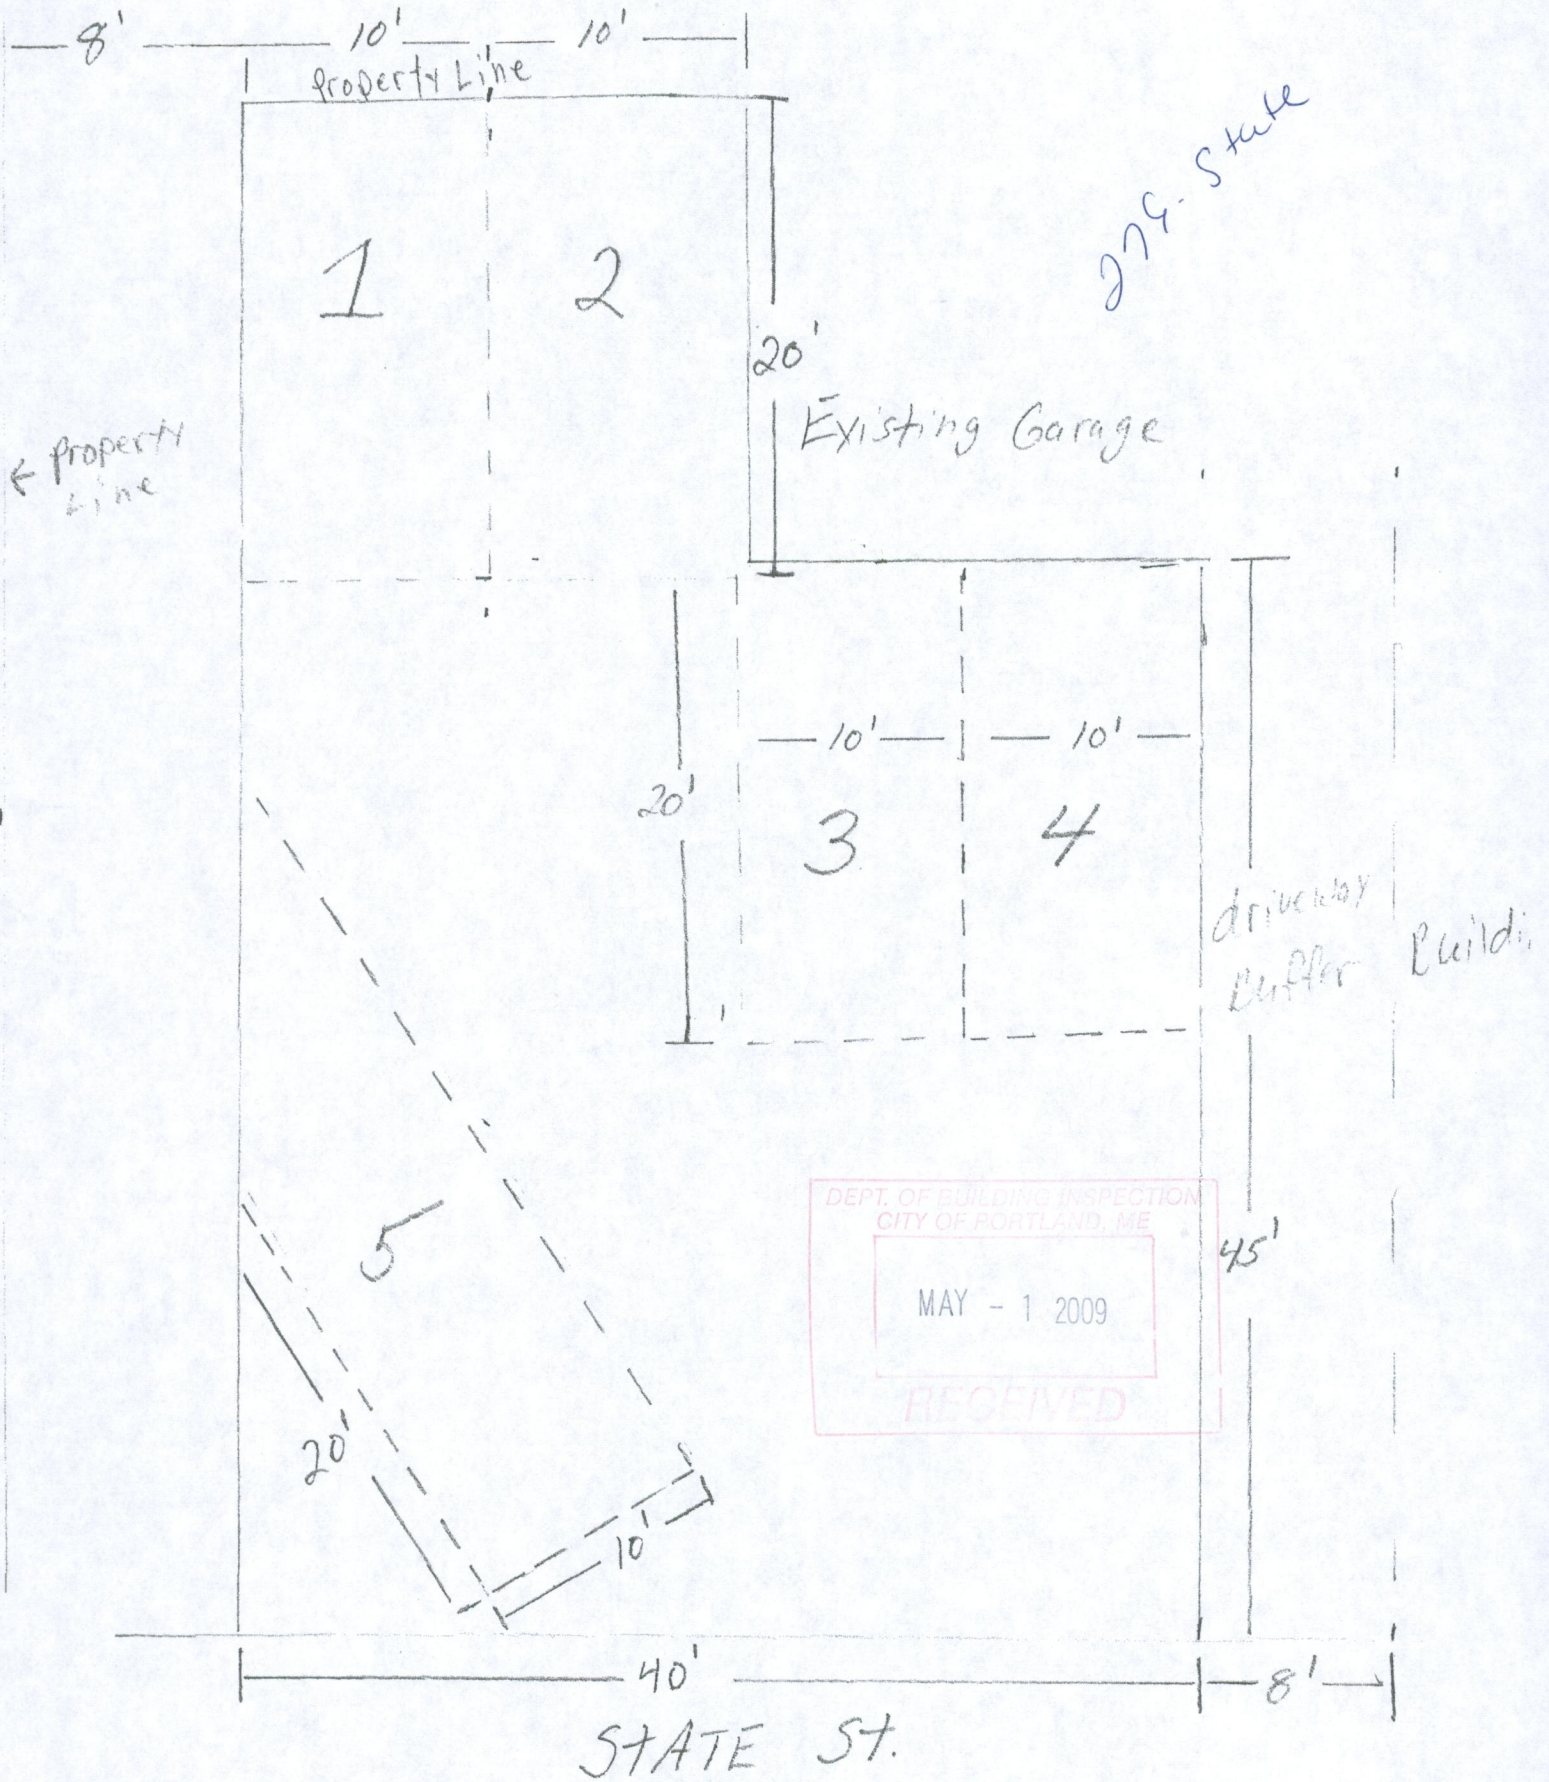 8' 10' 10'
Property Line
1 2
20'
Existing Garage
← Property
Line
10' 10'
20'
3 4
driveway
Buffer
Buildi
5
DEPT. OF BUILDING INSPECTION
CITY OF PORTLAND, ME
MAY - 1 2009
RECEIVED
45'
20'
10'
40' 8'
STATE St.
State